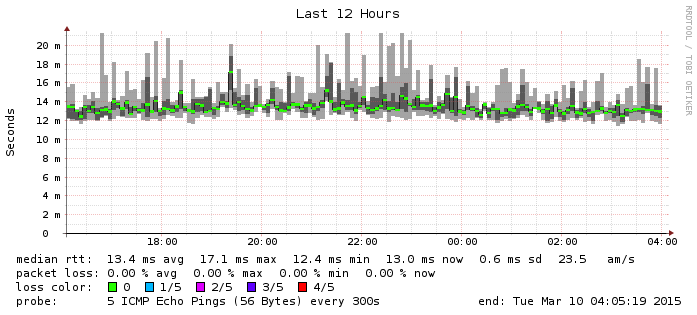 Last 12 Hours
RRDTOOL / TOBI OETIKER
Seconds
20 m
18 m
16 m
14 m
12 m
10 m
8 m
6 m
4 m
2 m
0
18:00 20:00 22:00 00:00 02:00 04:00
median rtt: 13.4 ms avg 17.1 ms max 12.4 ms min 13.0 ms now 0.6 ms sd 23.5 am/s
packet loss: 0.00 % avg 0.00 % max 0.00 % min 0.00 % now
loss color: 0 1/5 2/5 3/5 4/5
probe: 5 ICMP Echo Pings (56 Bytes) every 300s end: Tue Mar 10 04:05:19 2015